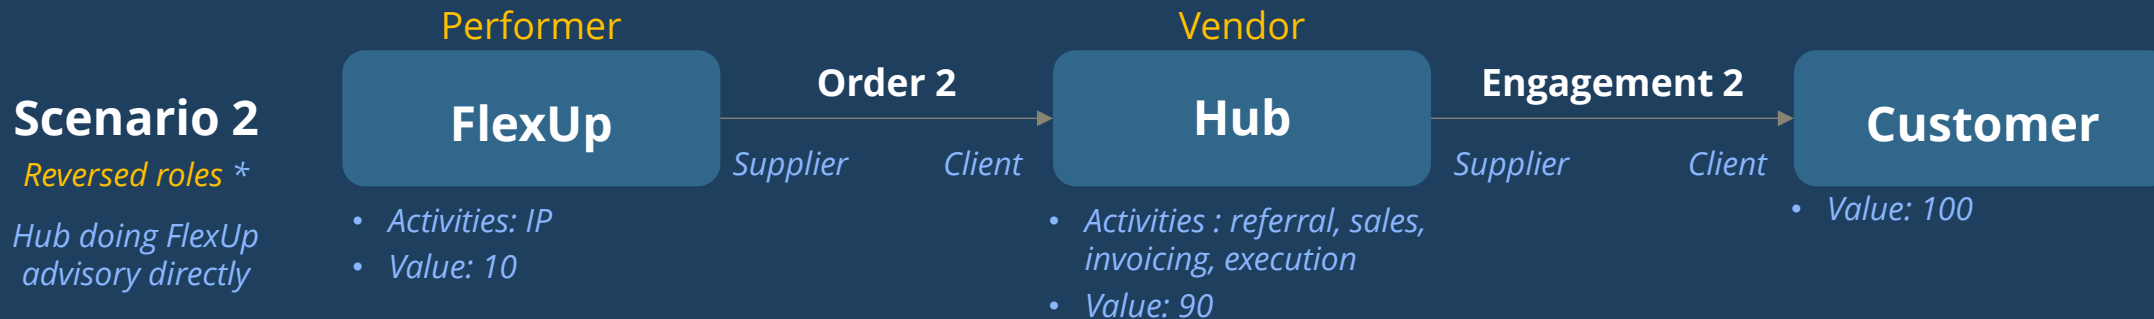 Performer
Vendor
Scenario 2
Reversed roles *
Hub doing FlexUp
advisory directly
FlexUp
Order 2
Supplier
Client
Hub
Engagement 2
Supplier
Client
Customer
• Activities: IP
• Value: 10
• Activities : referral, sales,
invoicing, execution
• Value: 90
• Value: 100